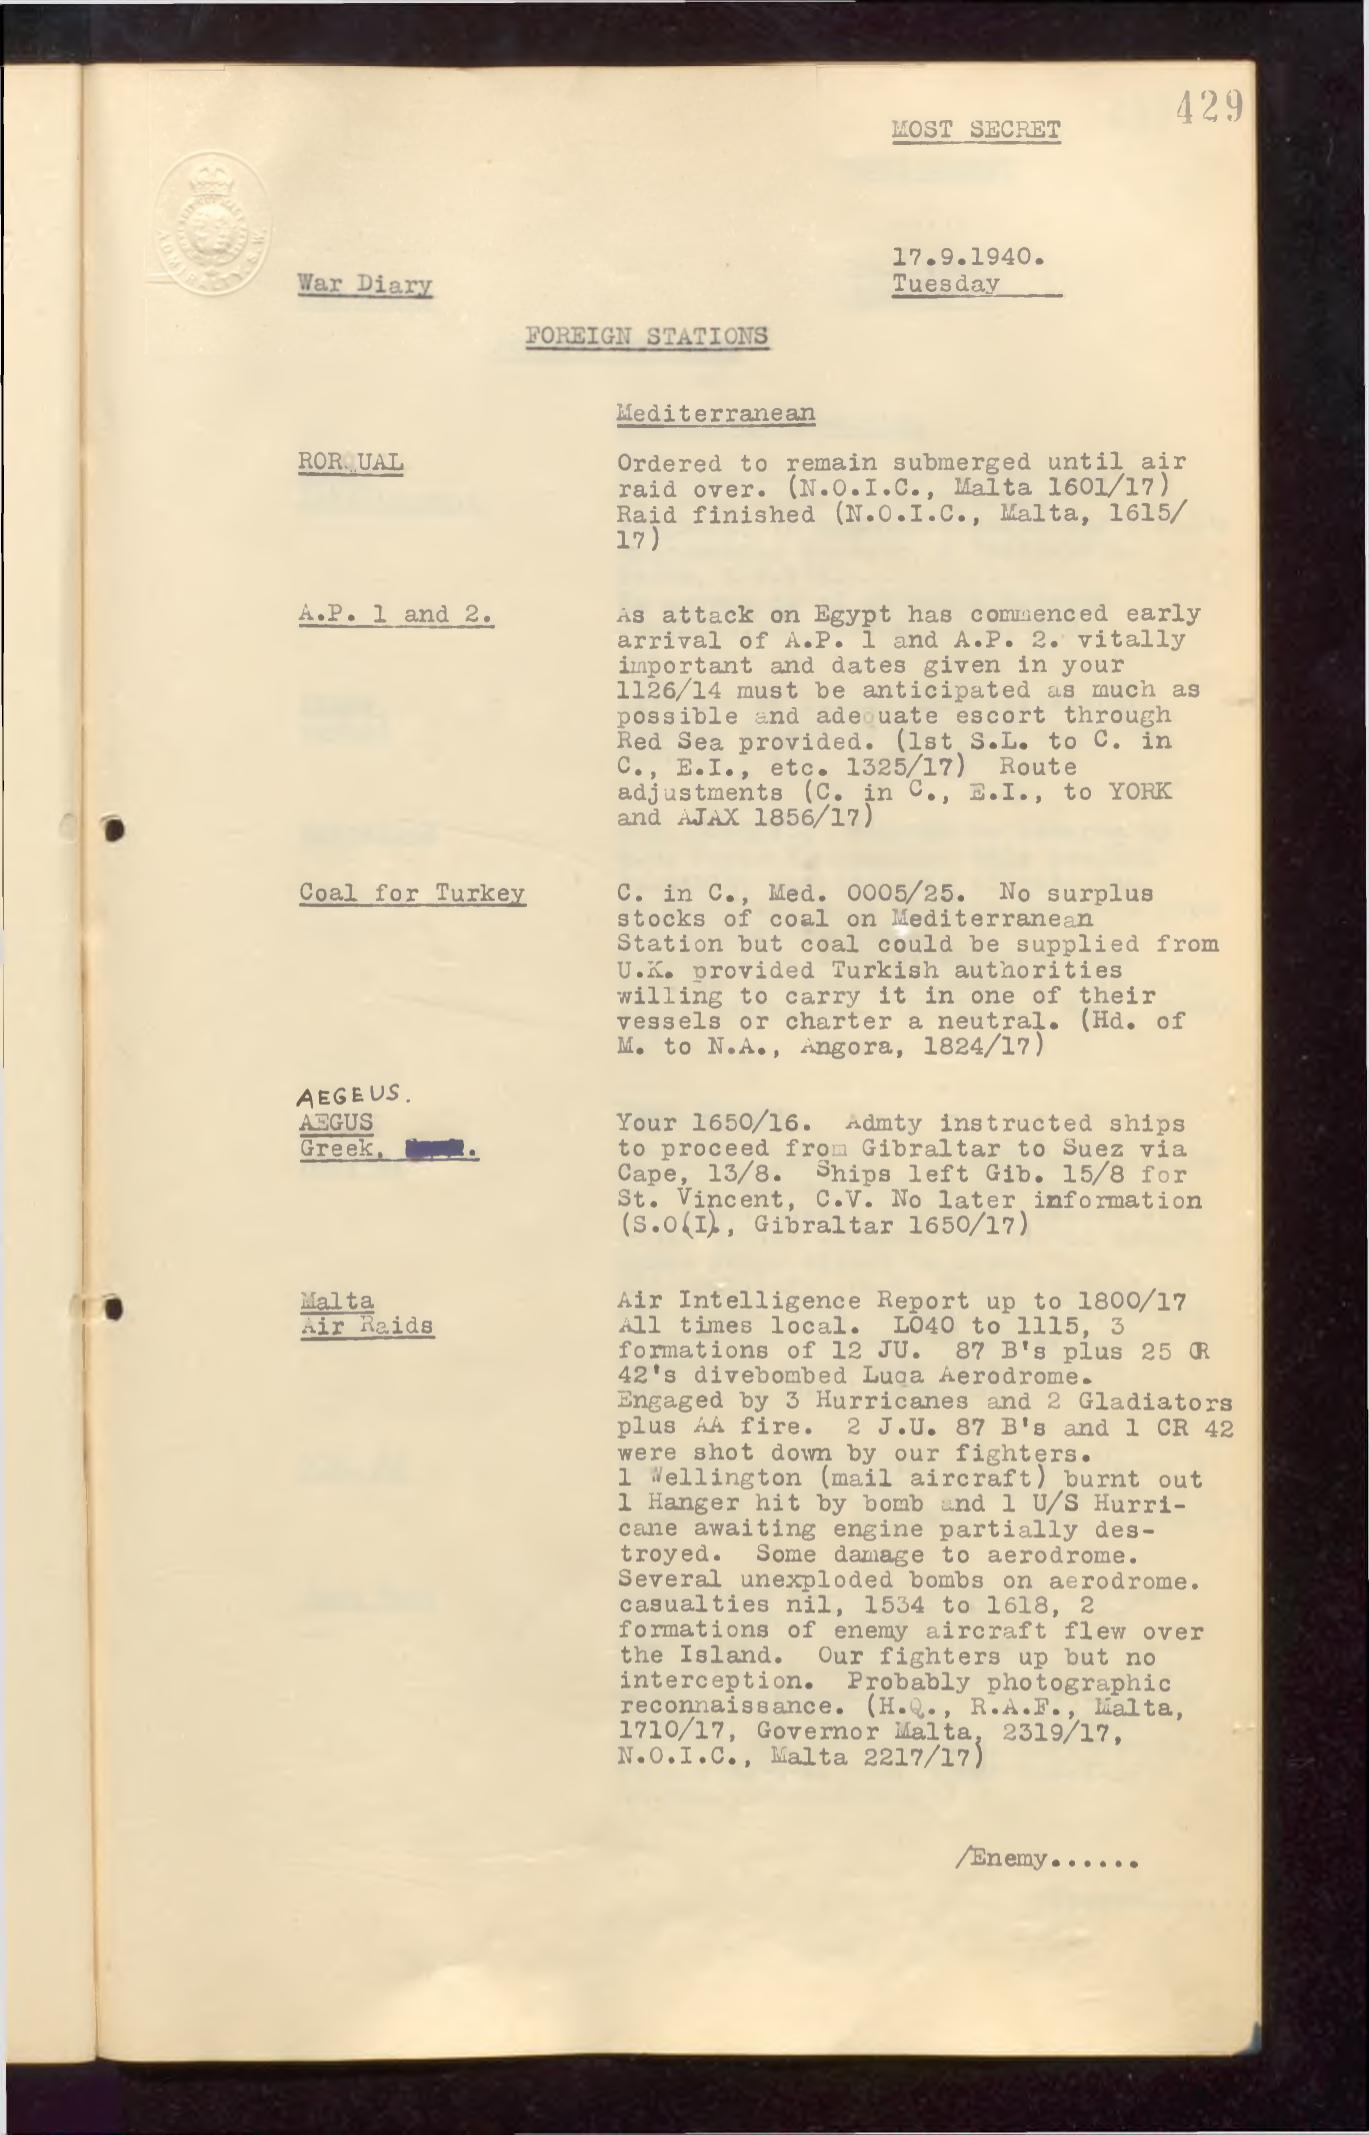 429
MOST SECRET
ADMIRALTY. S.W.
17.9.1940.
War Diary
Tuesday
FOREIGN STATIONS
Mediterranean
RORQUAL
Ordered to remain submerged until air
raid over. (N.O.I.C., Malta 1601/17)
Raid finished (N.O.I.C., Malta, 1615/
17)
A.P. 1 and 2.
As attack on Egypt has commenced early
arrival of A.P. 1 and A.P. 2. vitally
important and dates given in your
1126/14 must be anticipated as much as
possible and adequate escort through
Red Sea provided. (1st S.L. to C. in
C., E.I., etc. 1325/17) Route
adjustments (C. in C., E.I., to YORK
and AJAX 1856/17)
Coal for Turkey
C. in C., Med. 0005/25. No surplus
stocks of coal on Mediterranean
Station but coal could be supplied from
U.K. provided Turkish authorities
willing to carry it in one of their
vessels or charter a neutral. (Hd. of
M. to N.A., Angora, 1824/17)
AEGEUS.
AEGUS
Greek, .
Your 1650/16. Admty instructed ships
to proceed from Gibraltar to Suez via
Cape, 13/8. Ships left Gib. 15/8 for
St. Vincent, C.V. No later information
(S.O(I)., Gibraltar 1650/17)
Malta
Air Raids
Air Intelligence Report up to 1800/17
All times local. L040 to 1115, 3
formations of 12 JU. 87 B's plus 25 CR
42's divebombed Luqa Aerodrome.
Engaged by 3 Hurricanes and 2 Gladiators
plus AA fire. 2 J.U. 87 B's and 1 CR 42
were shot down by our fighters.
1 Wellington (mail aircraft) burnt out
1 Hanger hit by bomb and 1 U/S Hurri-
cane awaiting engine partially des-
troyed. Some damage to aerodrome.
Several unexploded bombs on aerodrome.
casualties nil, 1534 to 1618, 2
formations of enemy aircraft flew over
the Island. Our fighters up but no
interception. Probably photographic
reconnaissance. (H.Q., R.A.F., Malta,
1710/17, Governor Malta, 2319/17,
N.O.I.C., Malta 2217/17)
/Enemy......